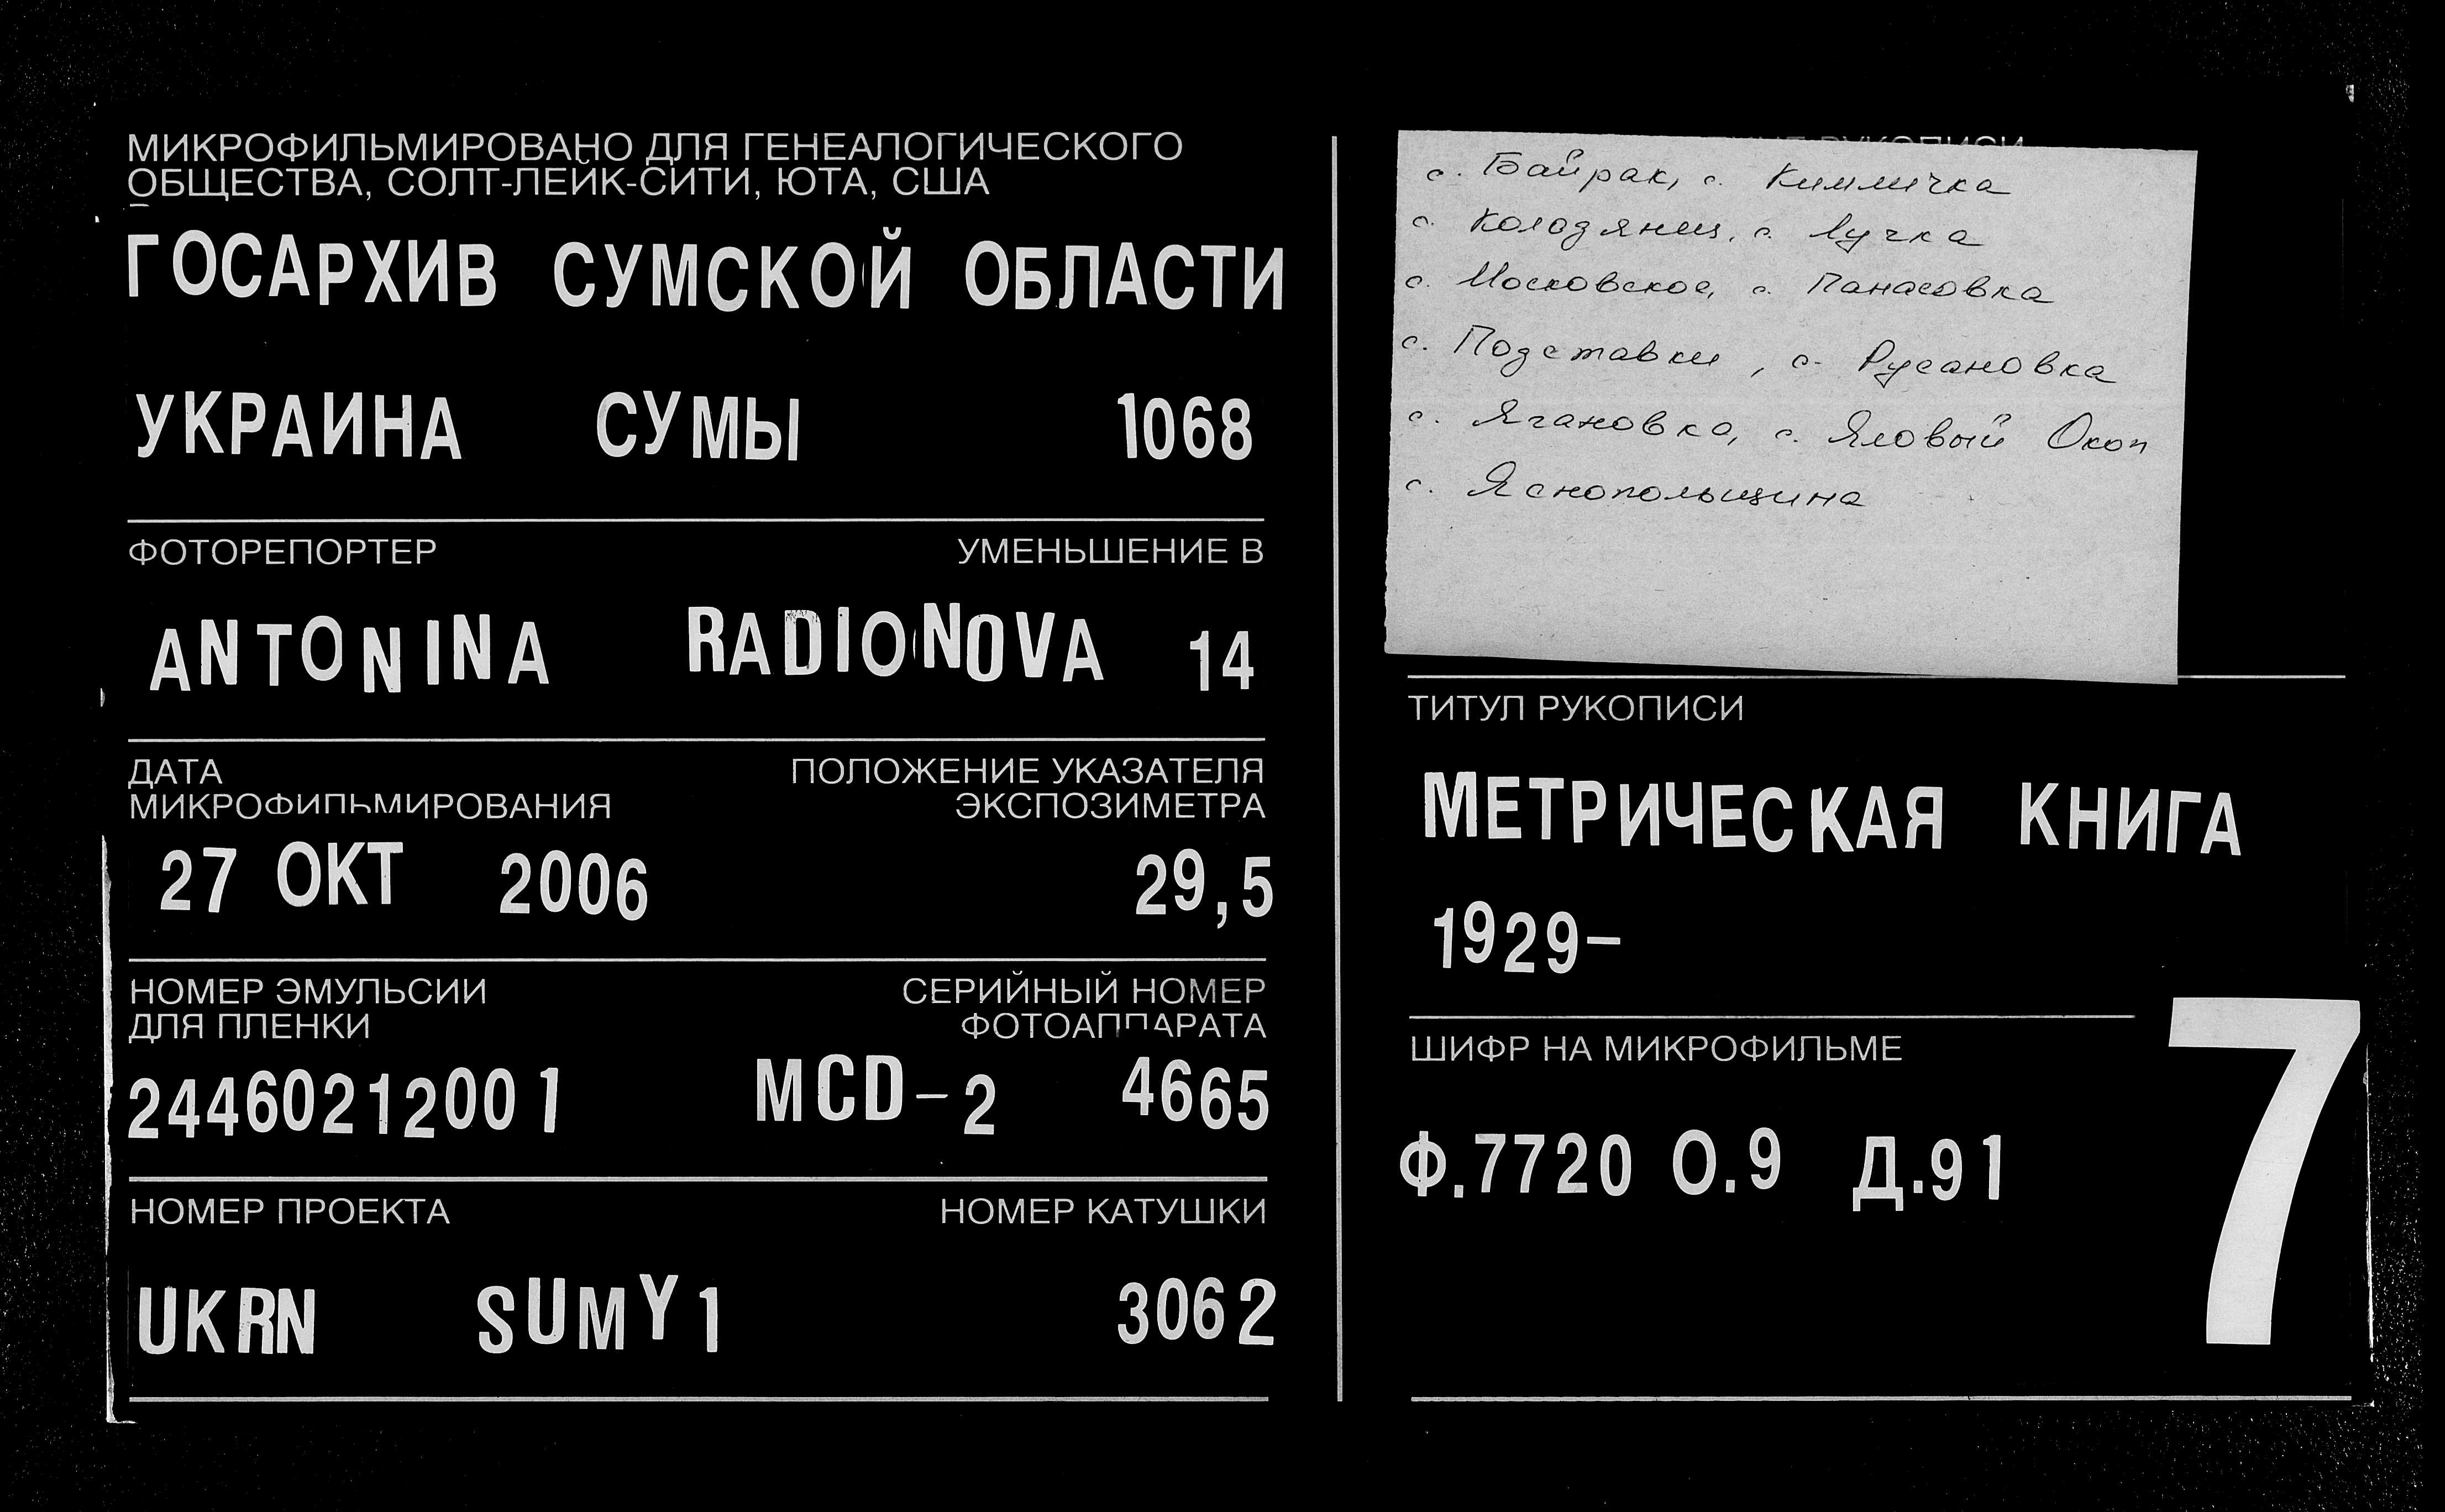 МИКРОФИЛЬМИРОВАНО ДЛЯ ГЕНЕАЛОГИЧЕСКОГО
ОБЩЕСТВА, СОЛТ-ЛЕЙК-СИТИ, ЮТА, США
ГОСАРХИВ СУМСКОЙ ОБЛАСТИ
УКРАИНА СУМЫ 1068
ФОТОРЕПОРТЕР УМЕНЬШЕНИЕ В
ANTONINA RADIONOVA 14
ДАТА ПОЛОЖЕНИЕ УКАЗАТЕЛЯ
МИКРОФИЛЬМИРОВАНИЯ ЭКСПОЗИМЕТРА
27 ОКТ 2006 29,5
НОМЕР ЭМУЛЬСИИ СЕРИЙНЫЙ НОМЕР
ДЛЯ ПЛЕНКИ ФОТОАППАРАТА
24460212001 MCD-2 4665
НОМЕР ПРОЕКТА НОМЕР КАТУШКИ
UKRN SUMY1 3062
РУКОПИСИ
с. Байрак, с. Кимличка
с. Колодянец, с. Лучка
с. Московское, с. Панасовка
с. Подставки, с. Русановка
с. Ягановка, с. Яловый Окоп
с. Яснопольщина
ТИТУЛ РУКОПИСИ
МЕТРИЧЕСКАЯ КНИГА
1929-
ШИФР НА МИКРОФИЛЬМЕ
Ф.7720 О.9 Д.91
7